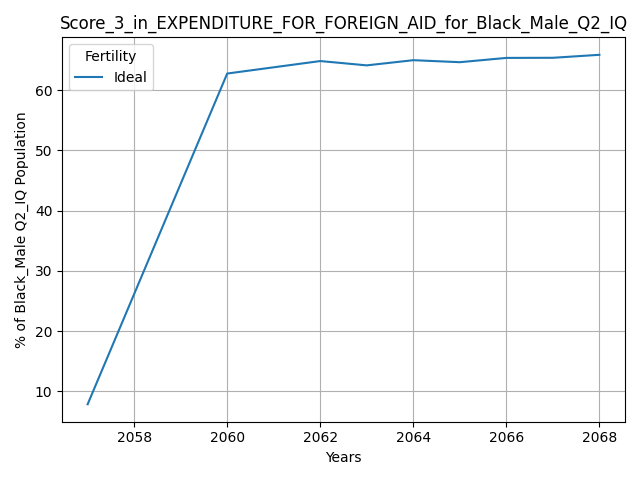 Score_3_in_EXPENDITURE_FOR_FOREIGN_AID_for_Black_Male_Q2_IQ
Fertility
Ideal
% of Black_Male Q2_IQ Population
60
50
40
30
20
10
2058 2060 2062 2064 2066 2068
Years